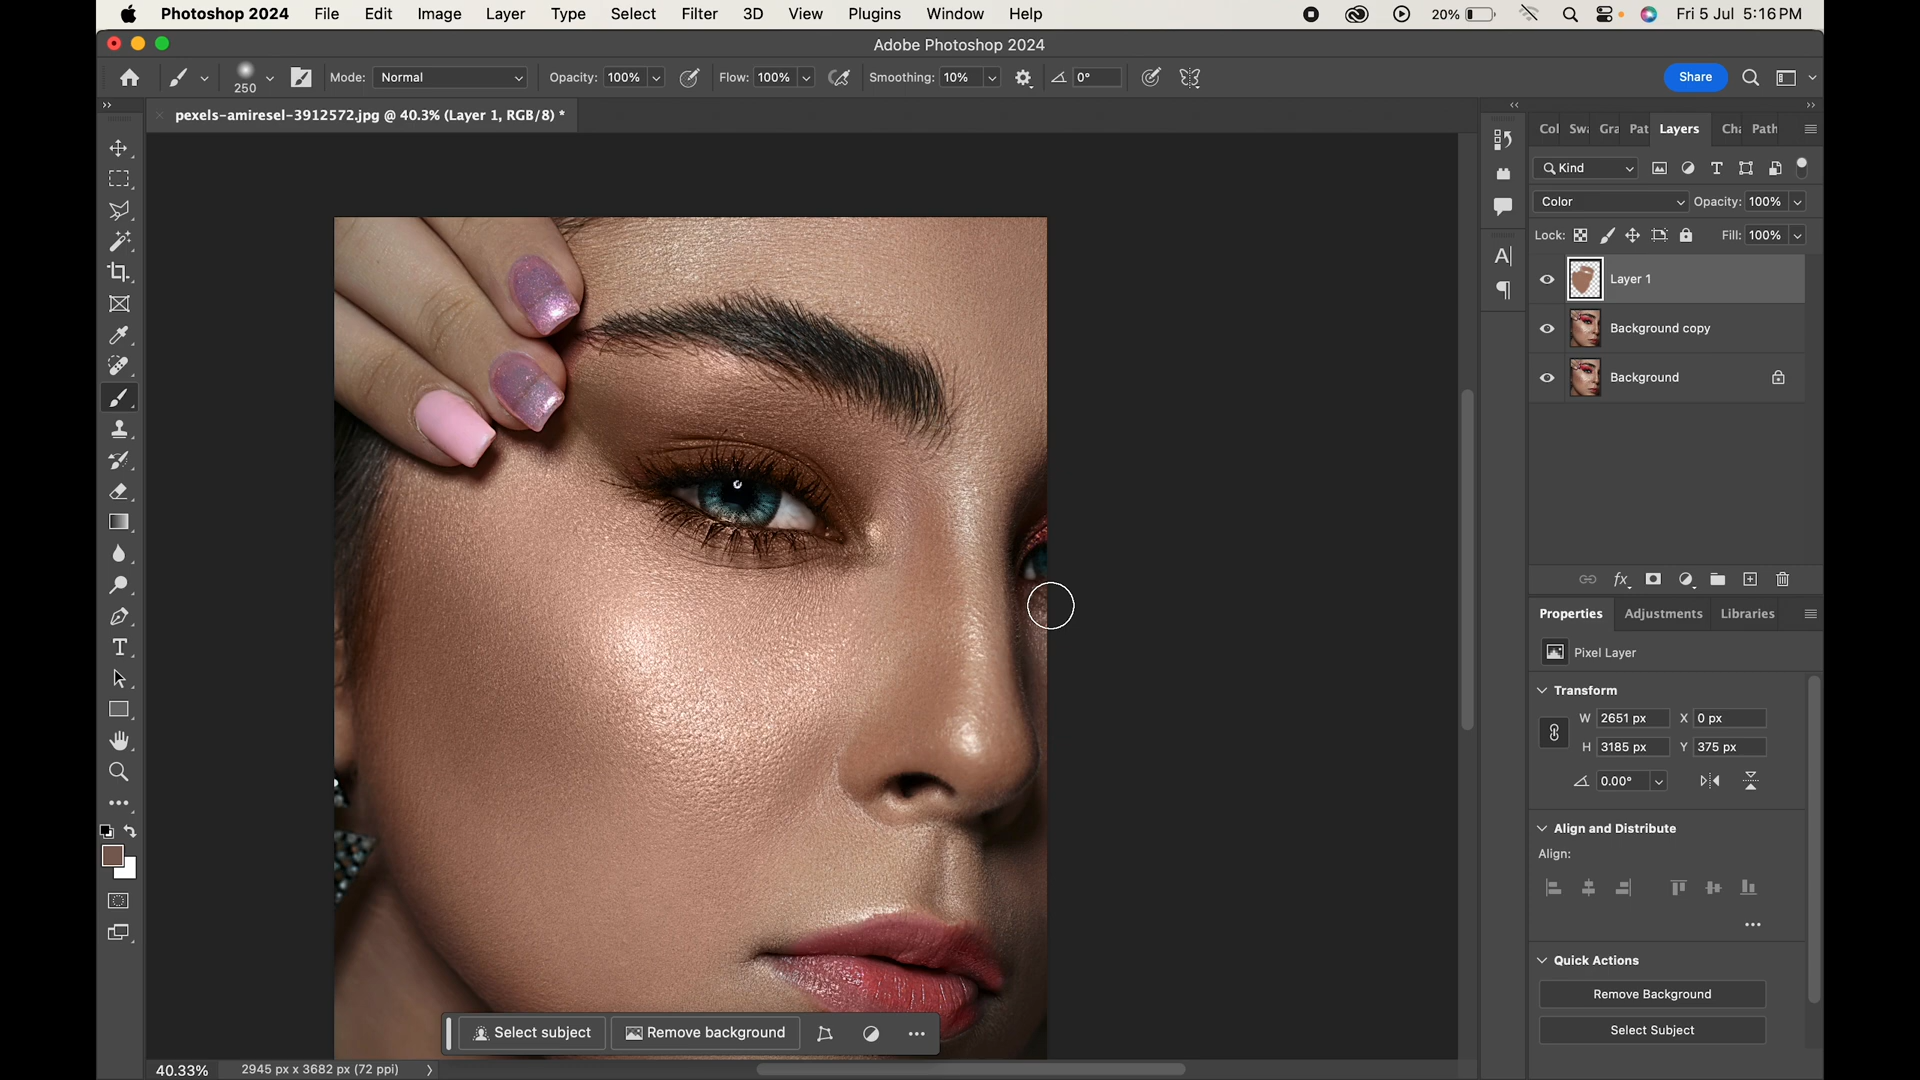 Photoshop 2024 File Edit Image Layer Type Select Filter 3D View Plugins Window Help 20% Fri 5 Jul 5:16 PM
Adobe Photoshop 2024
250 Mode: Normal Opacity: 100% Flow: 100% Smoothing: 10% 0° Share
pexels-amiresel-3912572.jpg @ 40.3% (Layer 1, RGB/8) *
Col Swa Gra Pat Layers Cha Path
Kind
Color Opacity: 100%
Lock: Fill: 100%
Layer 1
Background copy
Background
Properties Adjustments Libraries
Pixel Layer
Transform
W 2651 px X 0 px
H 3185 px Y 375 px
0.00°
Align and Distribute
Align:
Quick Actions
Remove Background
Select Subject
Select subject Remove background
40.33% 2945 px x 3682 px (72 ppi)